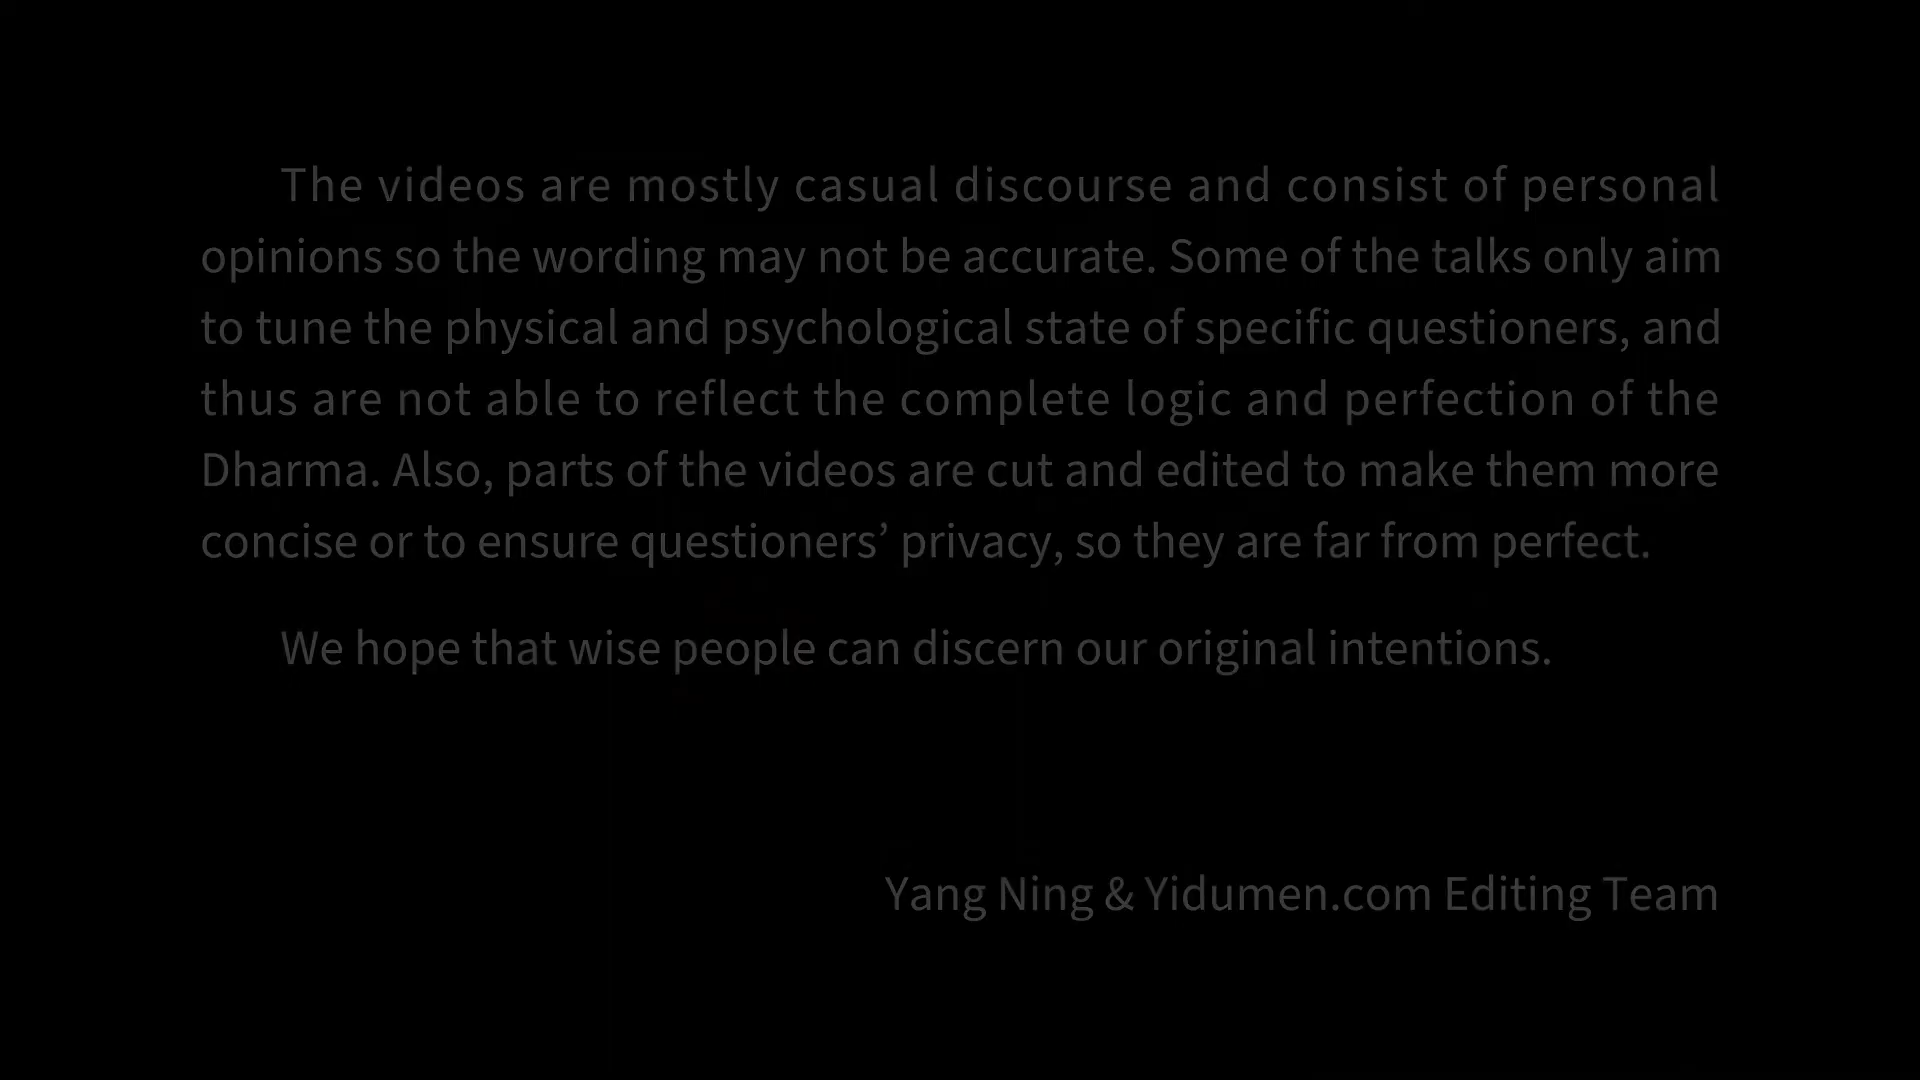 The videos are mostly casual discourse and consist of personal
opinions so the wording may not be accurate. Some of the talks only aim
to tune the physical and psychological state of specific questioners, and
thus are not able to reflect the complete logic and perfection of the
Dharma. Also, parts of the videos are cut and edited to make them more
concise or to ensure questioners’ privacy, so they are far from perfect.
We hope that wise people can discern our original intentions.
Yang Ning & Yidumen.com Editing Team